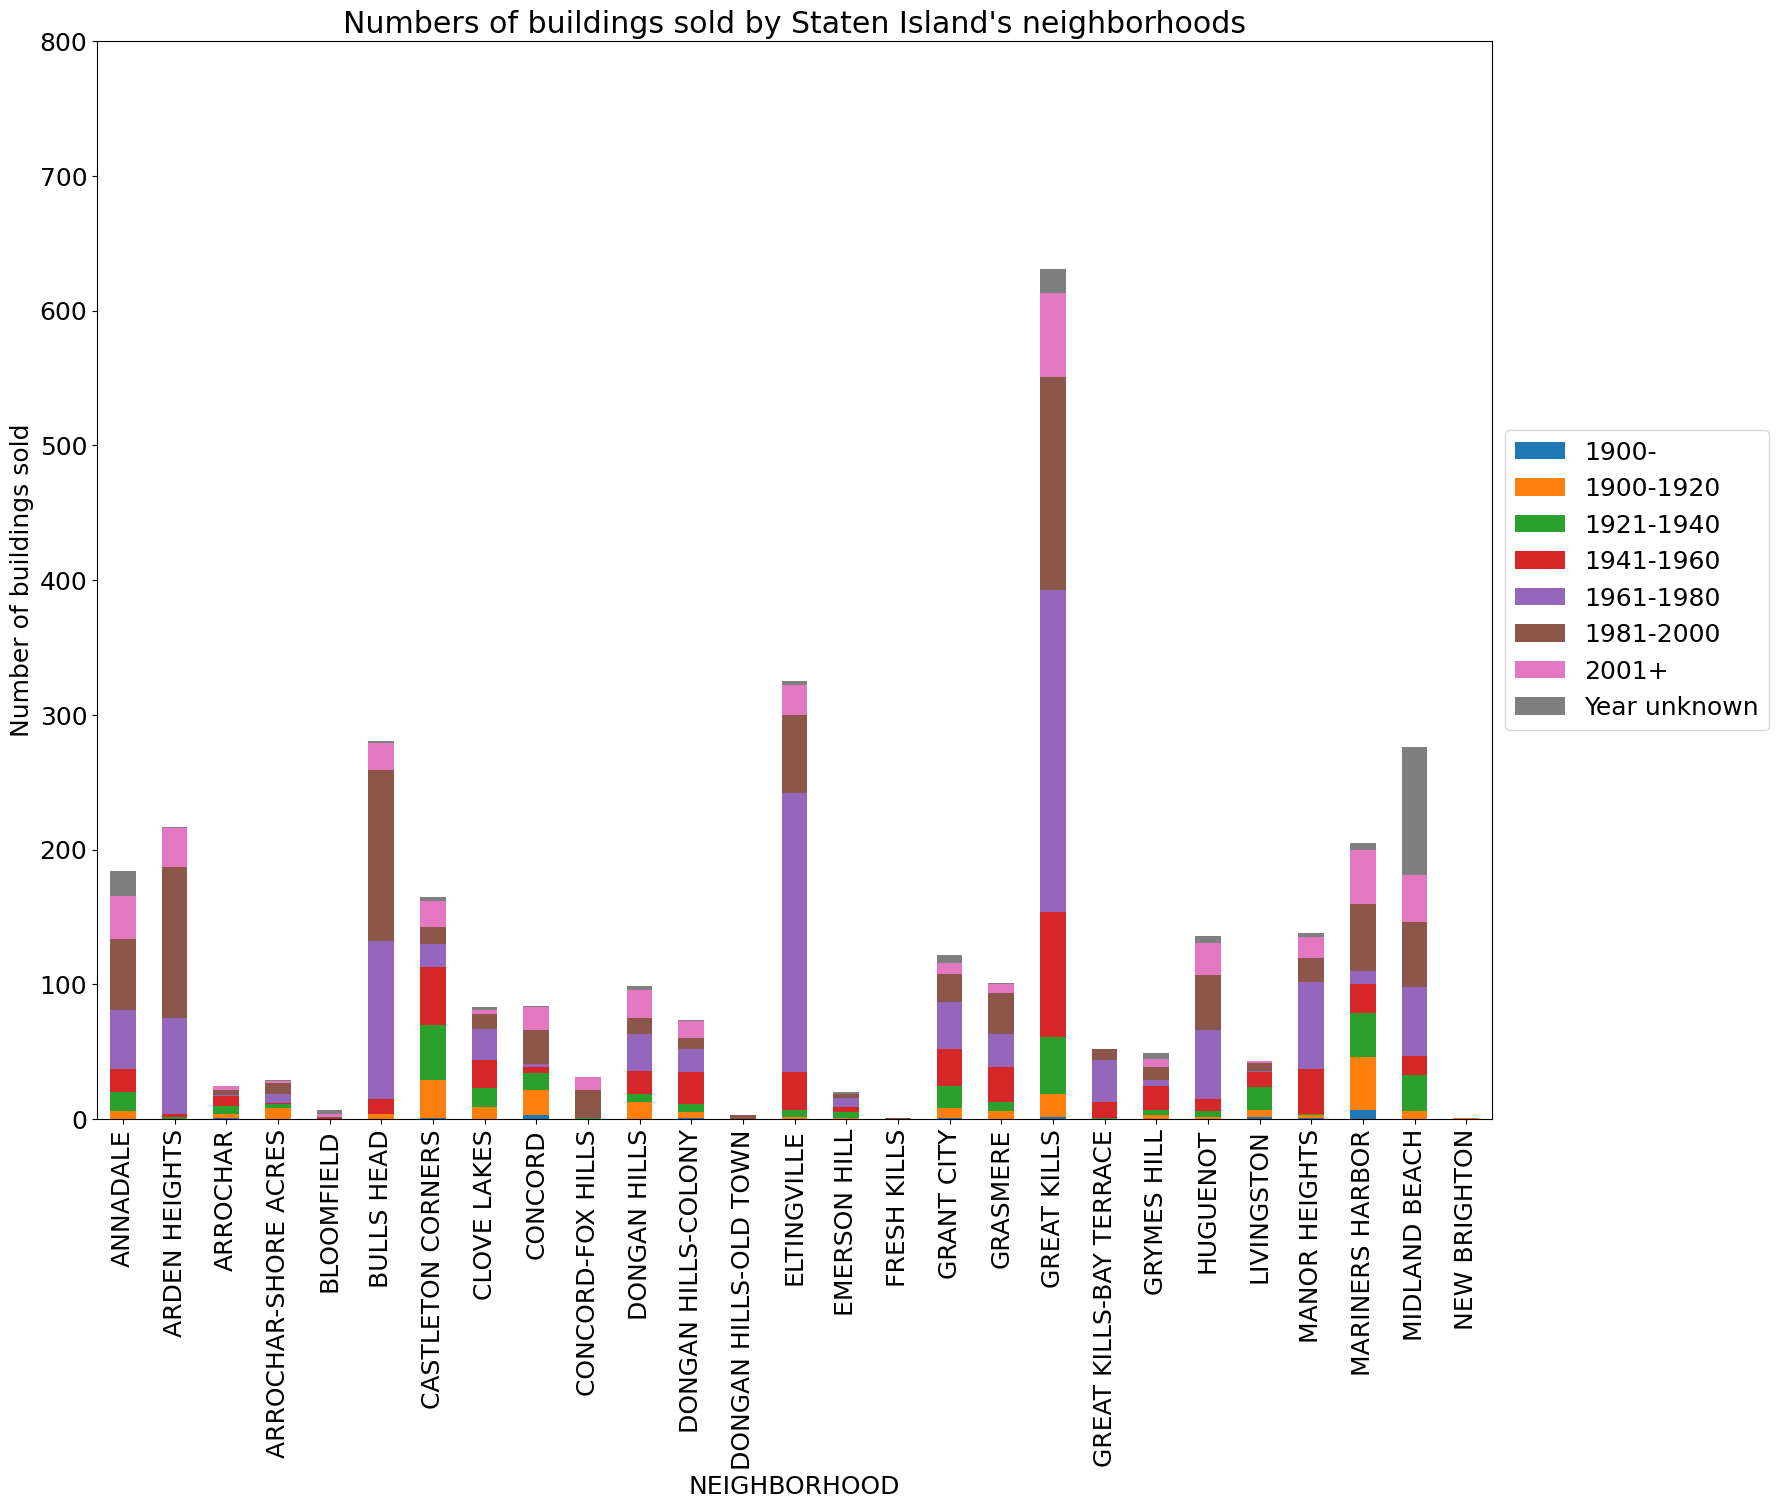 Numbers of buildings sold by Staten Island's neighborhoods
800
700
600
500
400
300
200
100
0
Number of buildings sold
ANNADALE
ARDEN HEIGHTS
ARROCHAR
ARROCHAR-SHORE ACRES
BLOOMFIELD
BULLS HEAD
CASTLETON CORNERS
CLOVE LAKES
CONCORD
CONCORD-FOX HILLS
DONGAN HILLS
DONGAN HILLS-COLONY
DONGAN HILLS-OLD TOWN
ELTINGVILLE
EMERSON HILL
FRESH KILLS
GRANT CITY
GRASMERE
GREAT KILLS
GREAT KILLS-BAY TERRACE
GRYMES HILL
HUGUENOT
LIVINGSTON
MANOR HEIGHTS
MARINERS HARBOR
MIDLAND BEACH
NEW BRIGHTON
NEIGHBORHOOD
1900-
1900-1920
1921-1940
1941-1960
1961-1980
1981-2000
2001+
Year unknown